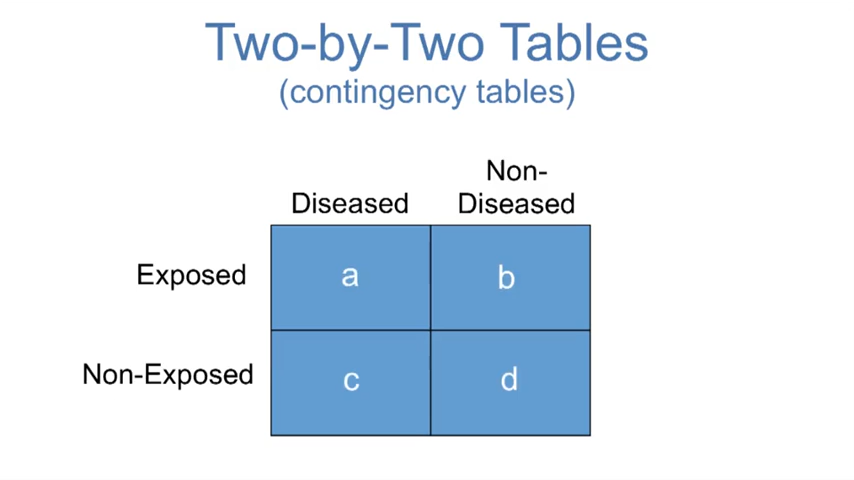 Two-by-Two Tables
(contingency tables)
Non-
Diseased Diseased
Exposed a b
Non-Exposed c d